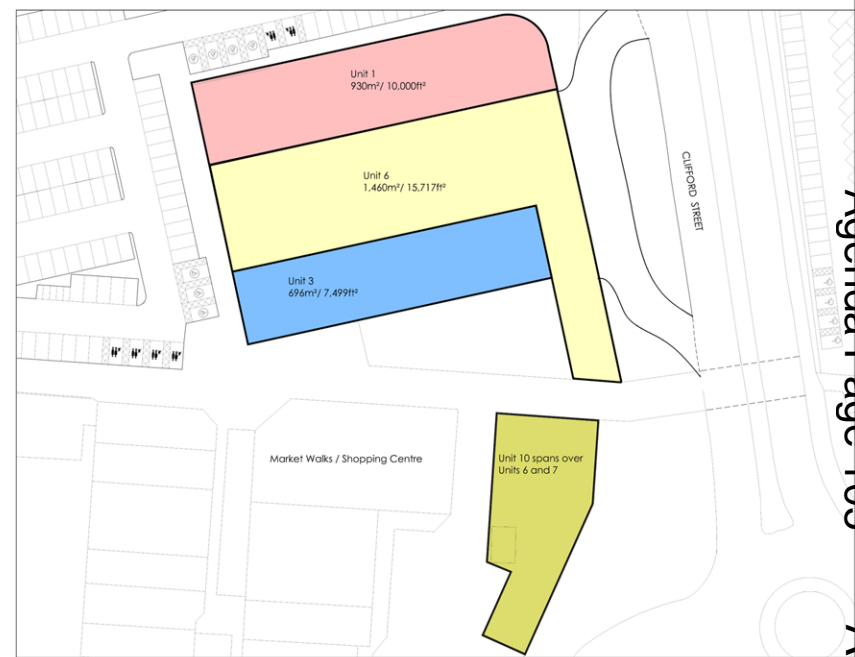 Unit 1
930m²/ 10,000ft²
Unit 6
1,460m²/ 15,717ft²
CLIFFORD STREET
Unit 3
696m²/ 7,499ft²
Market Walks / Shopping Centre
Unit 10 spans over
Units 6 and 7
Agenda Page